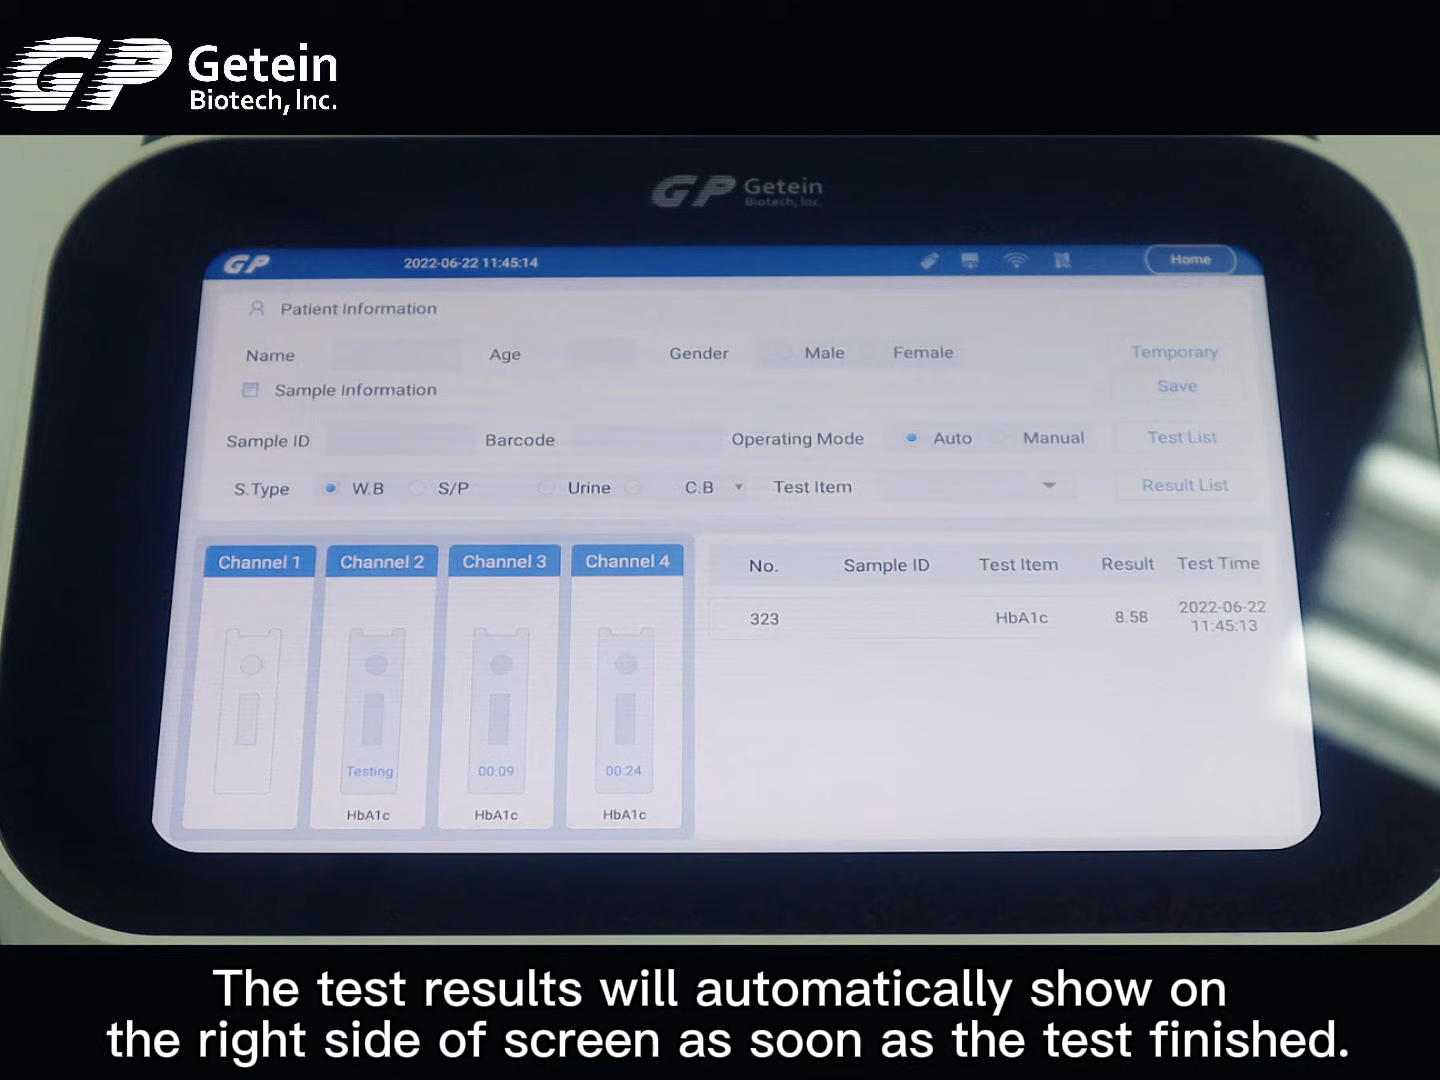 GP Getein
Biotech, Inc.
GP Getein
Biotech, Inc.
GP 2022-06-22 11:45:14 Home
Patient Information
Name Age Gender Male Female Temporary
Save
Sample Information
Sample ID Barcode Operating Mode Auto Manual Test List
S.Type W.B S/P Urine C.B Test Item Result List
Channel 1 Channel 2 Channel 3 Channel 4
No. Sample ID Test Item Result Test Time
323 HbA1c 8.58 2022-06-22
11:45:13
Testing 00:09 00:24
HbA1c HbA1c HbA1c
The test results will automatically show on
the right side of screen as soon as the test finished.